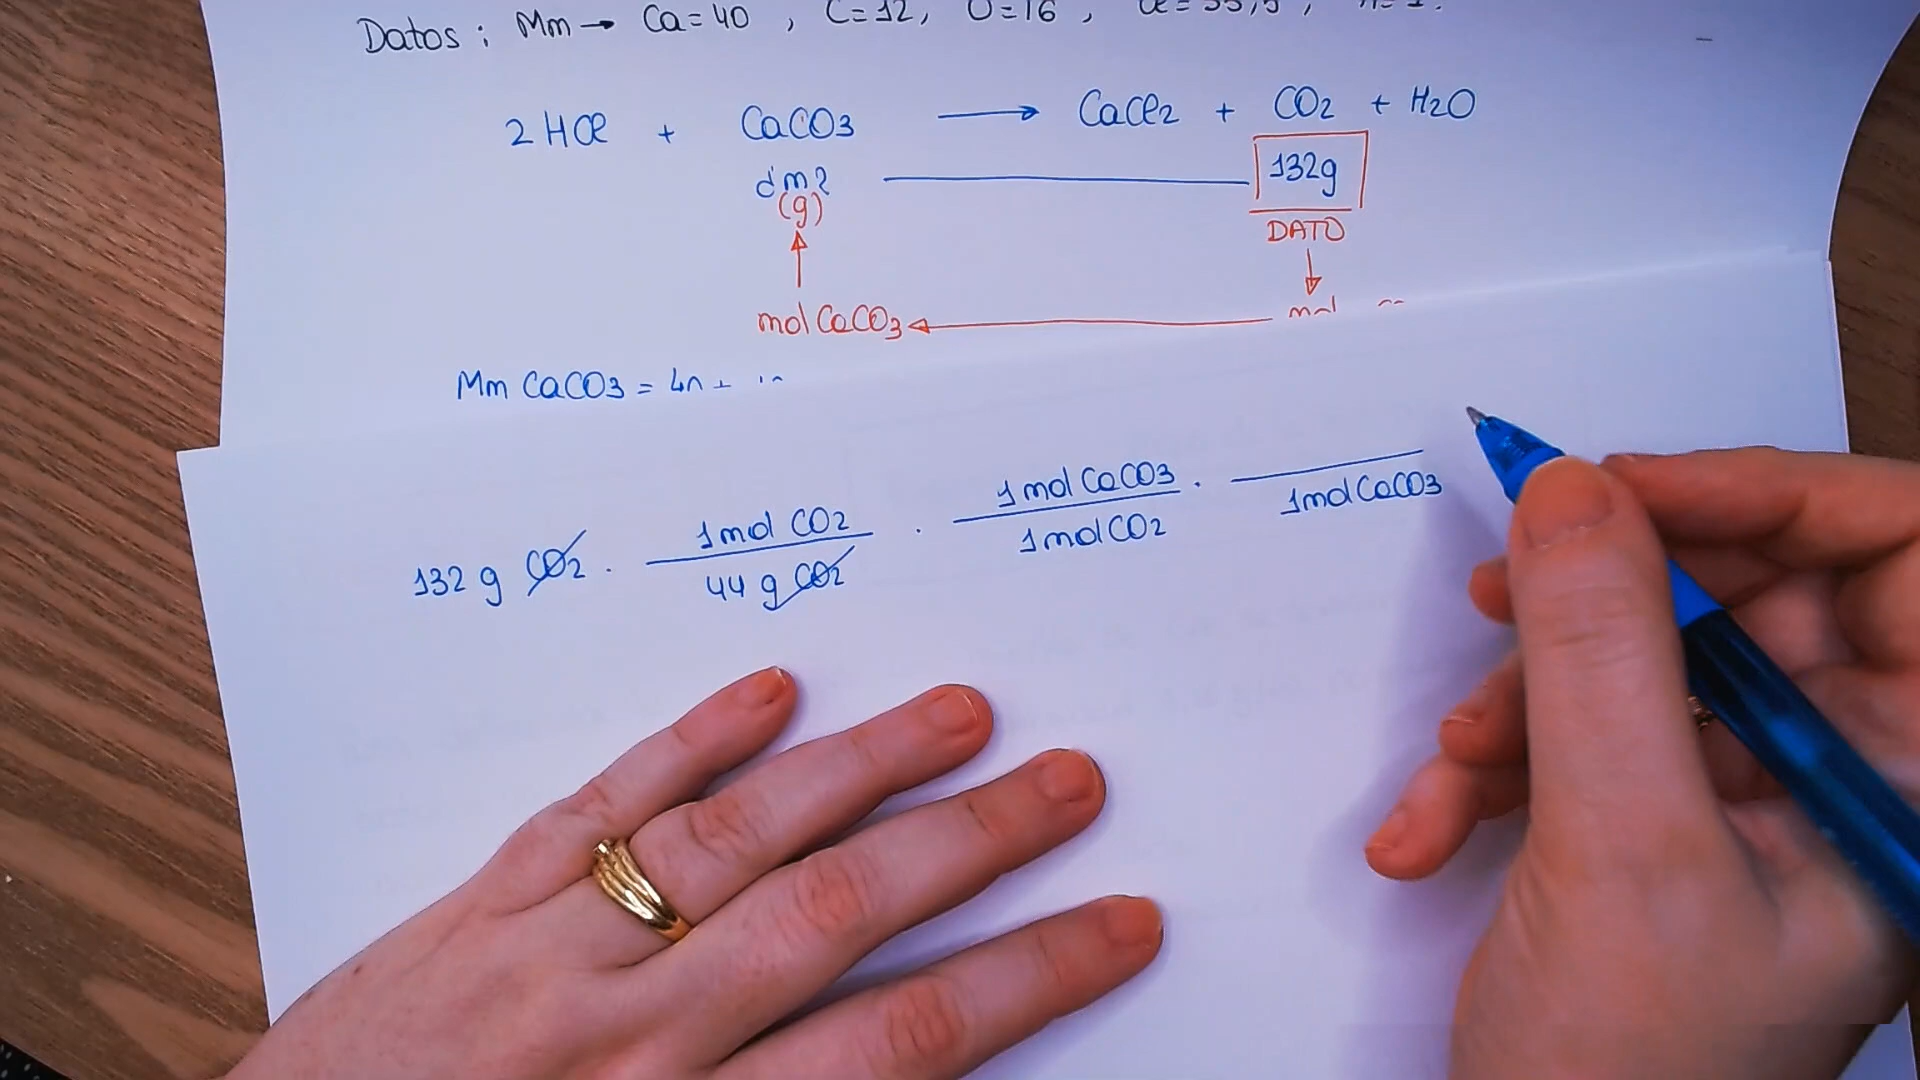 Datos: Mm → Ca=40, C=12, O=16,
2 HCl + CaCO3 → CaCl2 + CO2 + H2O
¿m? 132g
(g) DATO
mol CaCO3
Mm CaCO3 =
132 g CO2 · 1 mol CO2 / 44 g CO2 · 1 mol CaCO3 / 1 mol CO2 · / 1 mol CaCO3